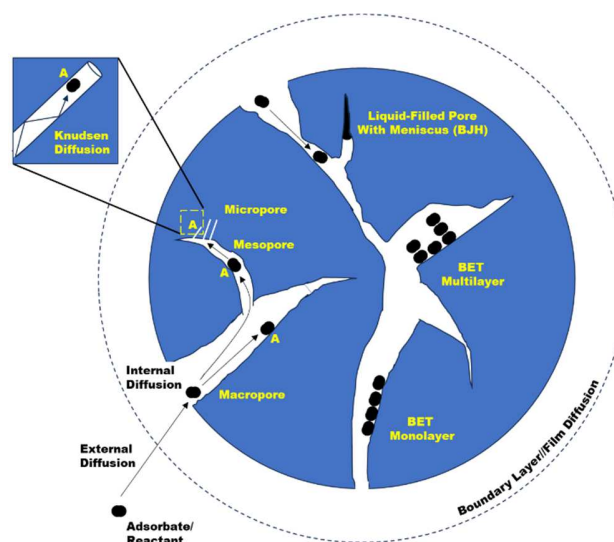 A
Knudsen
Diffusion
Liquid-Filled Pore
With Meniscus (BJH)
Micropore
A
Mesopore
A
BET
Multilayer
A
Internal
Diffusion
Macropore
BET
Monolayer
External
Diffusion
Boundary Layer//Film Diffusion
Adsorbate/
Reactant